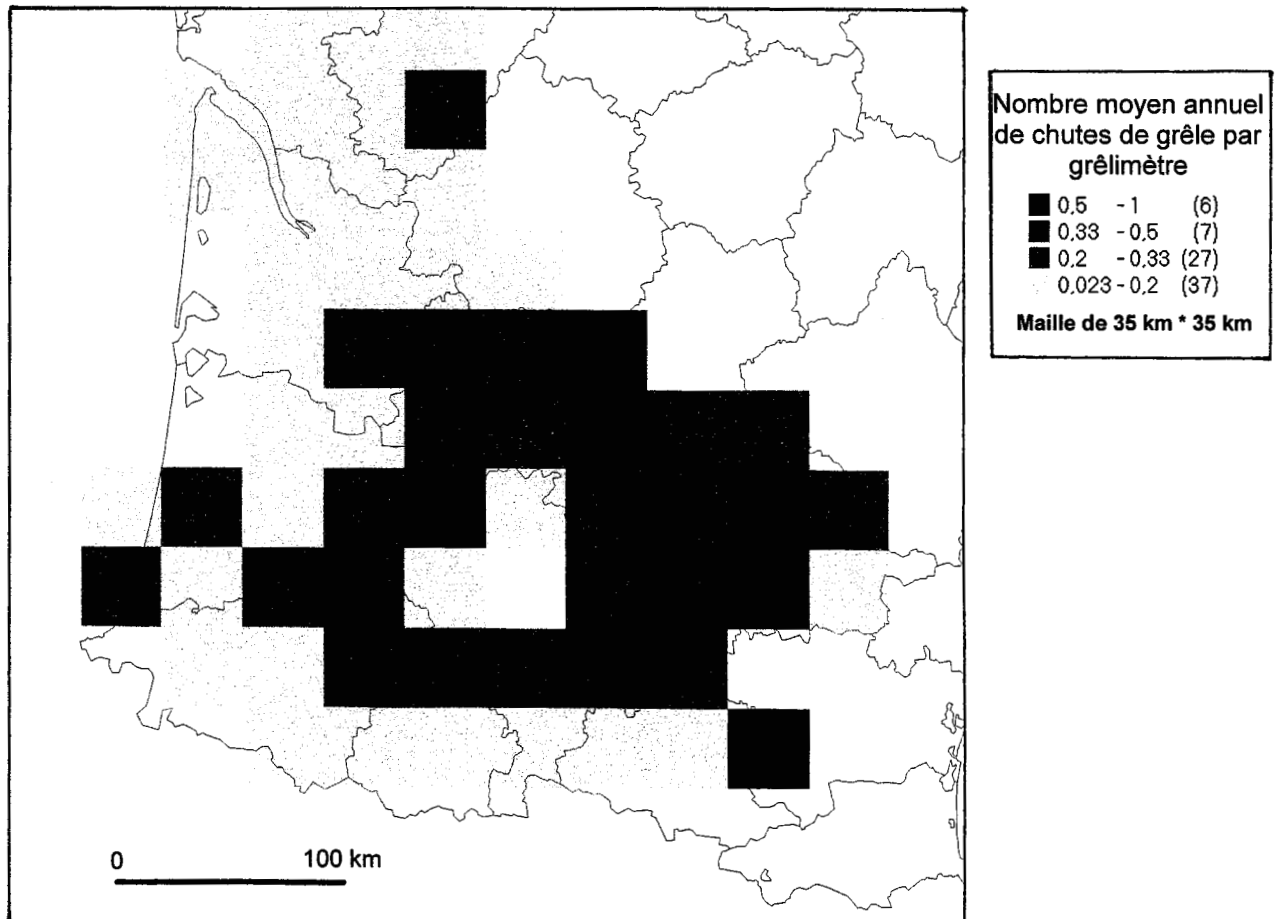 Nombre moyen annuel
de chutes de grêle par
grêlimètre
0,5 - 1 (6)
0,33 - 0,5 (7)
0,2 - 0,33 (27)
0,023 - 0,2 (37)
Maille de 35 km * 35 km
0 100 km